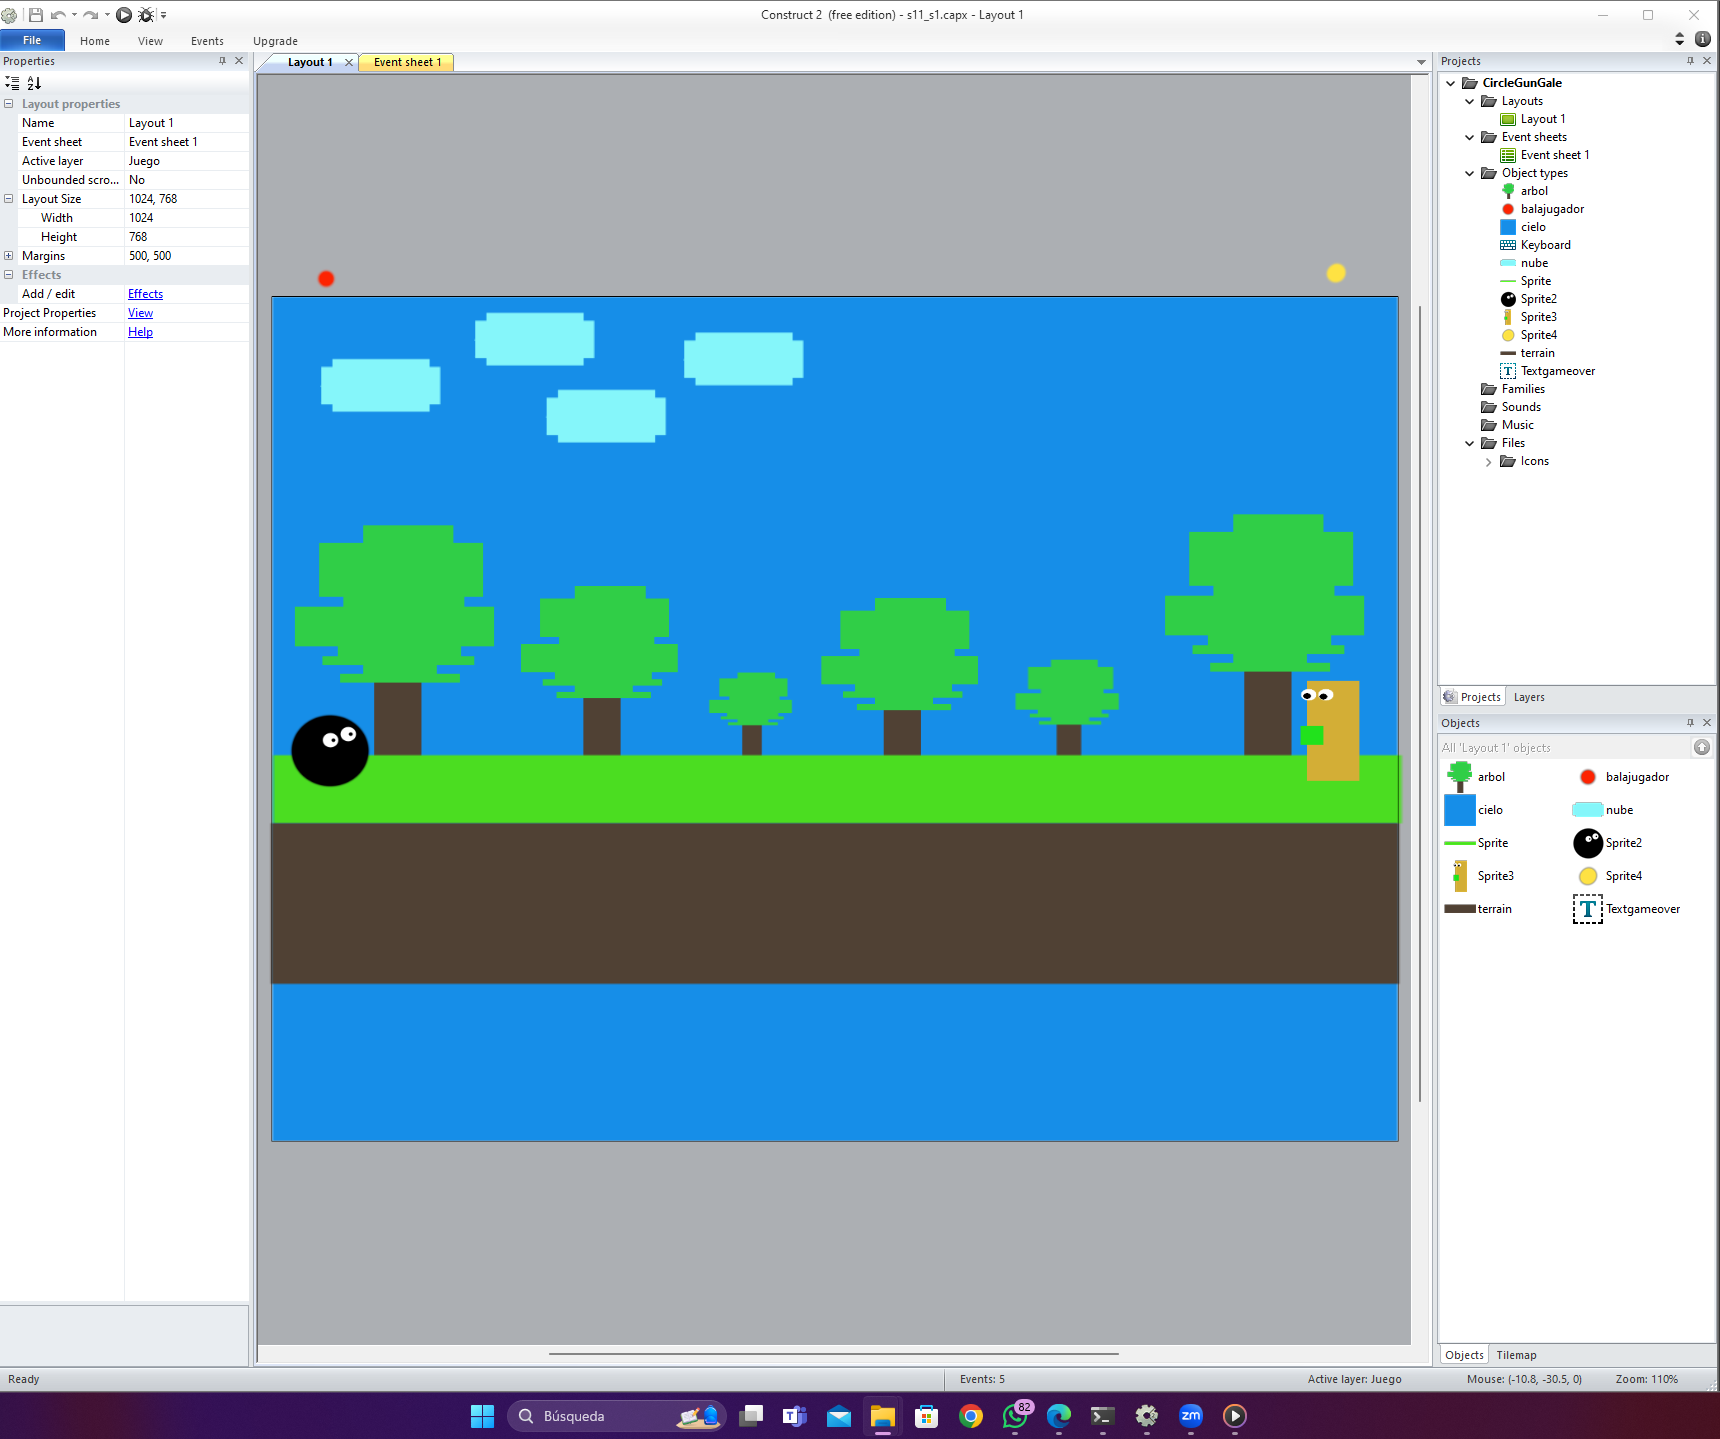 Construct 2 (free edition) - s11_s1.capx - Layout 1
File Home View Events Upgrade
Properties
Layout 1
Event sheet 1
Projects
Layout properties
Name Layout 1
Event sheet Event sheet 1
Active layer Juego
Unbounded scro... No
Layout Size 1024, 768
Width 1024
Height 768
Margins 500, 500
Effects
Add / edit Effects
Project Properties View
More information Help
CircleGunGale
Layouts
Layout 1
Event sheets
Event sheet 1
Object types
arbol
balajugador
cielo
Keyboard
nube
Sprite
Sprite2
Sprite3
Sprite4
terrain
T Textgameover
Families
Sounds
Music
Files
Icons
Projects Layers
Objects
All 'Layout 1' objects
arbol balajugador
cielo nube
Sprite Sprite2
Sprite3 Sprite4
terrain T Textgameover
Objects Tilemap
Ready Events: 5 Active layer: Juego Mouse: (-10.8, -30.5, 0) Zoom: 110%
Búsqueda
82
zm